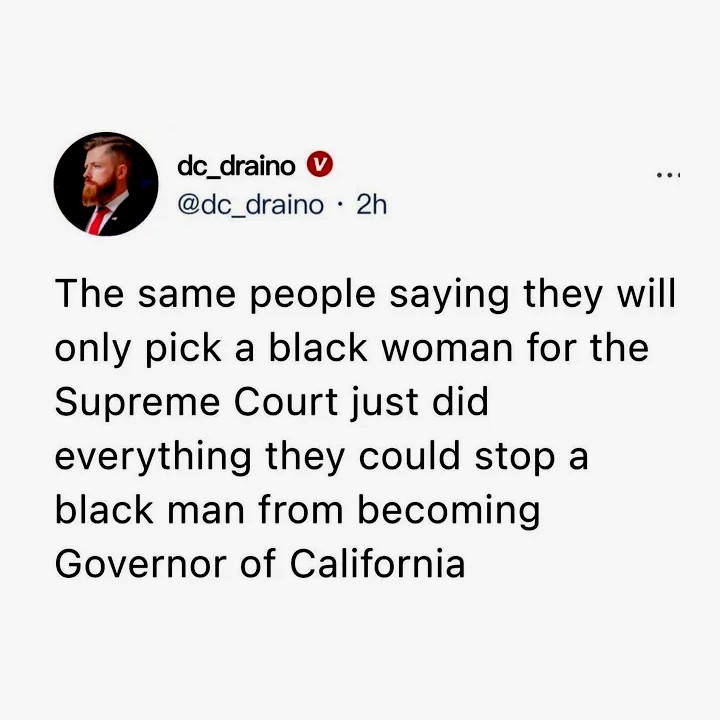 dc_draino V
@dc_draino · 2h
The same people saying they will
only pick a black woman for the
Supreme Court just did
everything they could stop a
black man from becoming
Governor of California